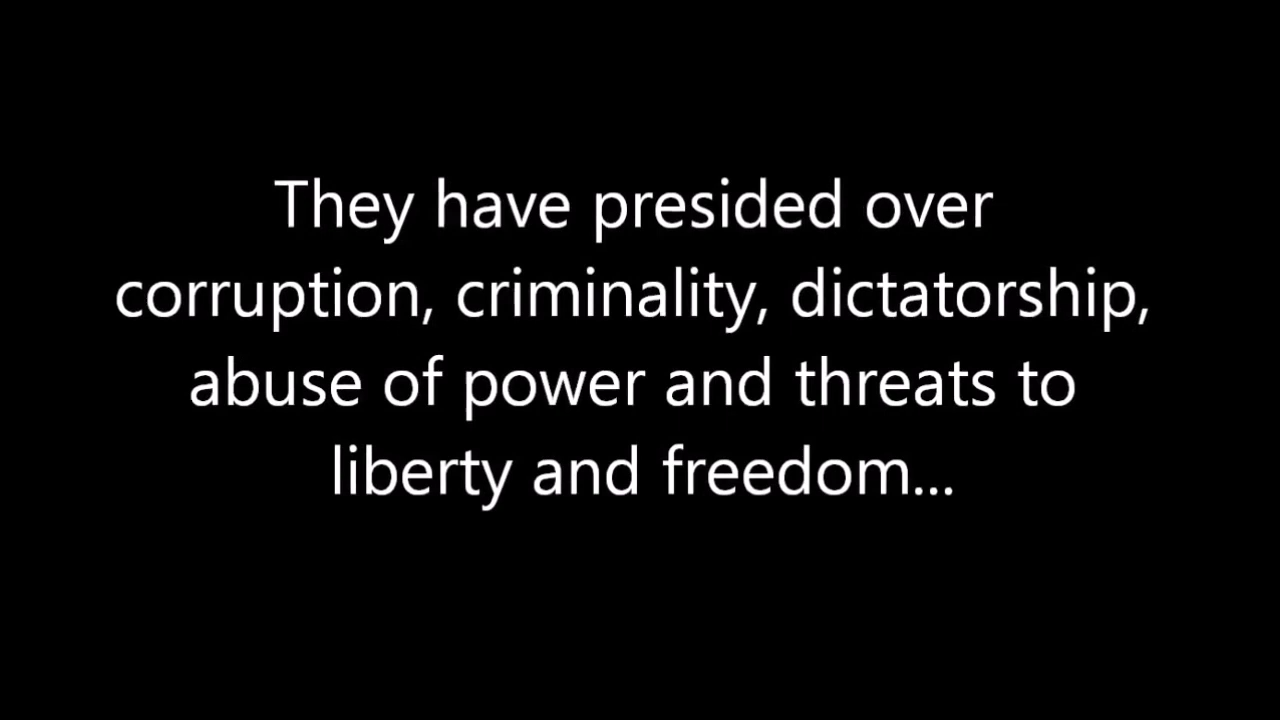 They have presided over
corruption, criminality, dictatorship,
abuse of power and threats to
liberty and freedom...